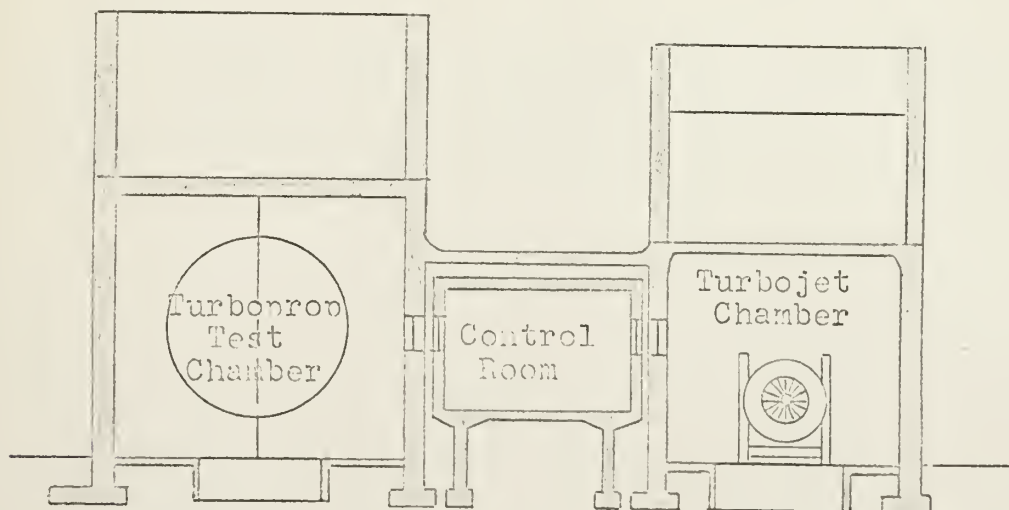 Turboprop
Test
Chamber
Control
Room
Turbojet
Chamber